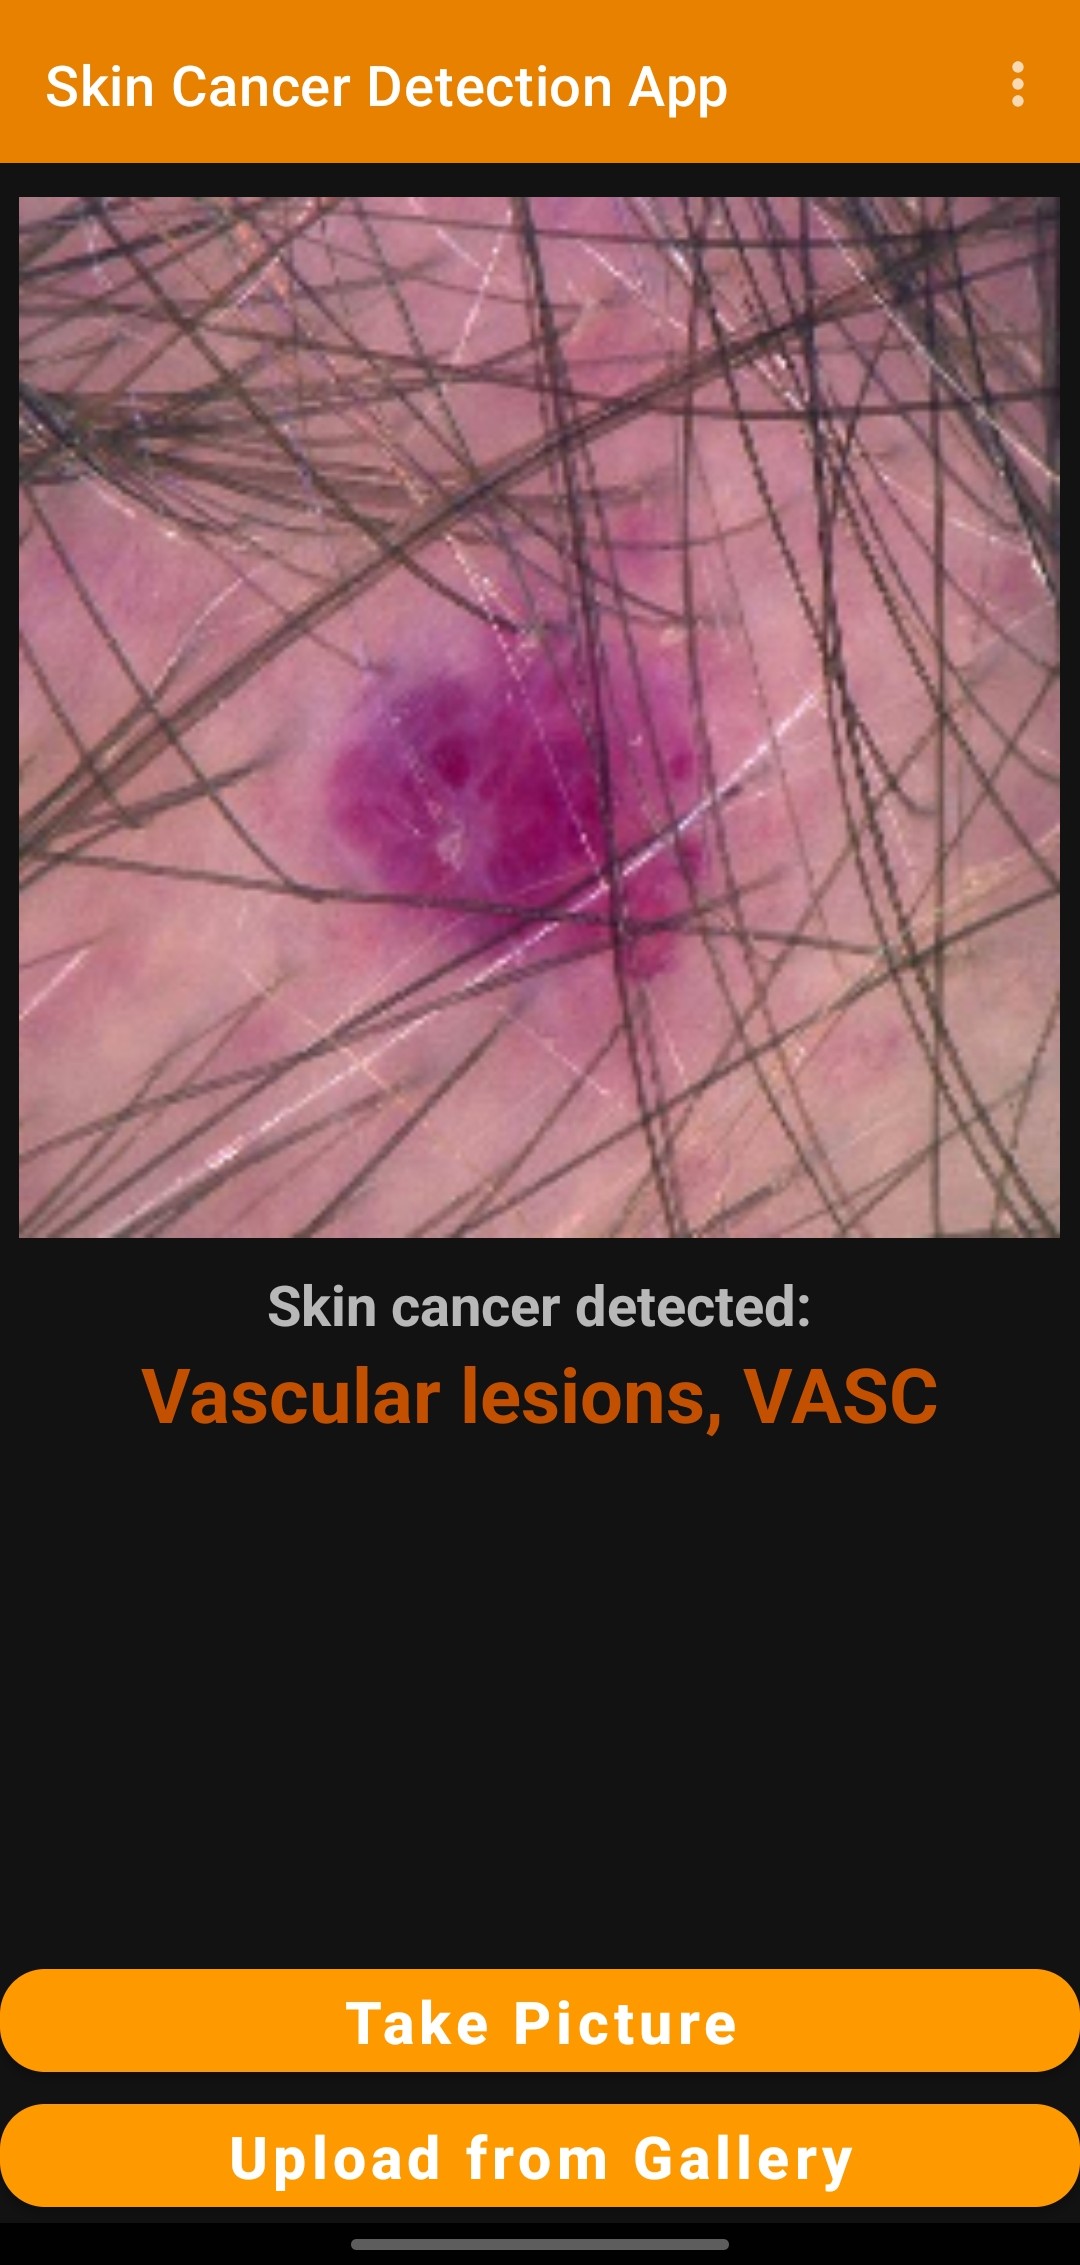 Skin Cancer Detection App
Skin cancer detected:
Vascular lesions, VASC
Take Picture
Upload from Gallery